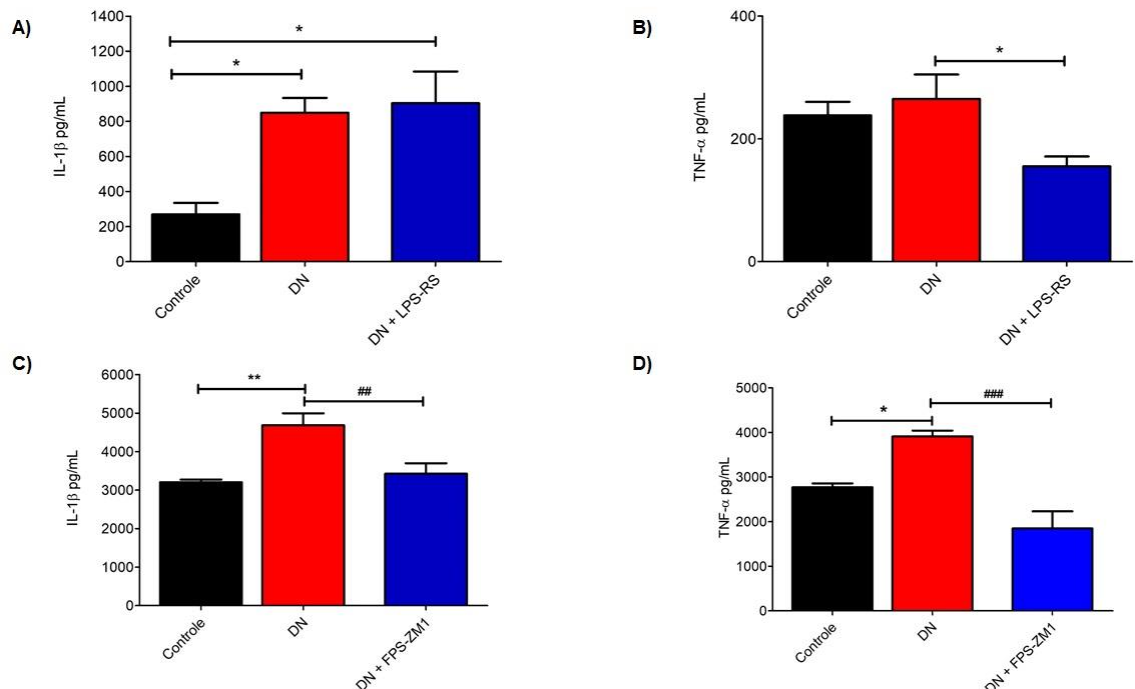 A)
IL-1β pg/mL
1400
1200
1000
800
600
400
200
0
*
*
Controle
DN
DN + LPS-RS
B)
TNF-α pg/mL
400
200
0
*
Controle
DN
DN + LPS-RS
C)
IL-1β pg/mL
6000
5000
4000
3000
2000
1000
0
**
##
Controle
DN
DN + FPS-ZM1
D)
TNF-α pg/mL
5000
4000
3000
2000
1000
0
*
###
Controle
DN
DN + FPS-ZM1